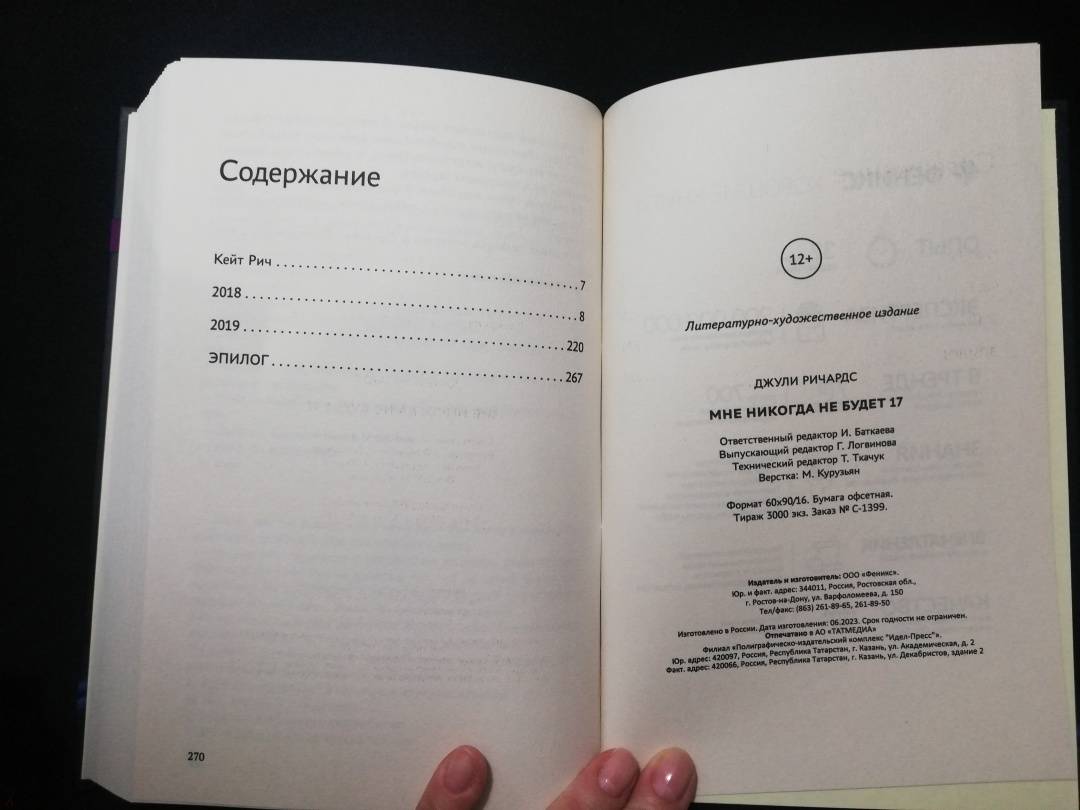 Содержание
Кейт Рич 7
2018 8
2019 220
ЭПИЛОГ 267
270
12+
Литературно-художественное издание
ДЖУЛИ РИЧАРДС
МНЕ НИКОГДА НЕ БУДЕТ 17
Ответственный редактор И. Баткаева
Выпускающий редактор Г. Логвинова
Технический редактор Т. Ткачук
Верстка: М. Курузьян
Формат 60х90/16. Бумага офсетная.
Тираж 3000 экз. Заказ № С-1399.
Издатель и изготовитель: ООО «Феникс».
Юр. и факт. адрес: 344011, Россия, Ростовская обл.,
г. Ростов-на-Дону, ул. Варфоломеева, д. 150
Тел/факс: (863) 261-89-65, 261-89-50
Изготовлено в России. Дата изготовления: 06.2023. Срок годности не ограничен.
Отпечатано в АО «ТАТМЕДИА»
Филиал «Полиграфическо-издательский комплекс "Идел-Пресс"».
Юр. адрес: 420097, Россия, Республика Татарстан, г. Казань, ул. Академическая, д. 2
Факт. адрес: 420066, Россия, Республика Татарстан, г. Казань, ул. Декабристов, здание 2